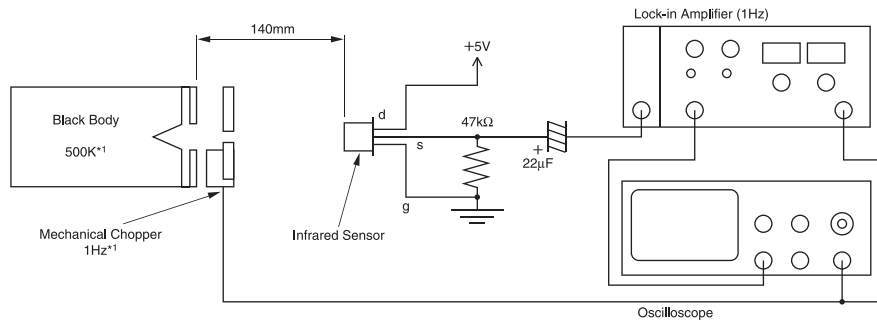 Lock-in Amplifier (1Hz)
140mm
+5V
Black Body
500K*1
d
47kΩ
s
+
22μF
g
Mechanical Chopper
1Hz*1
Infrared Sensor
Oscilloscope